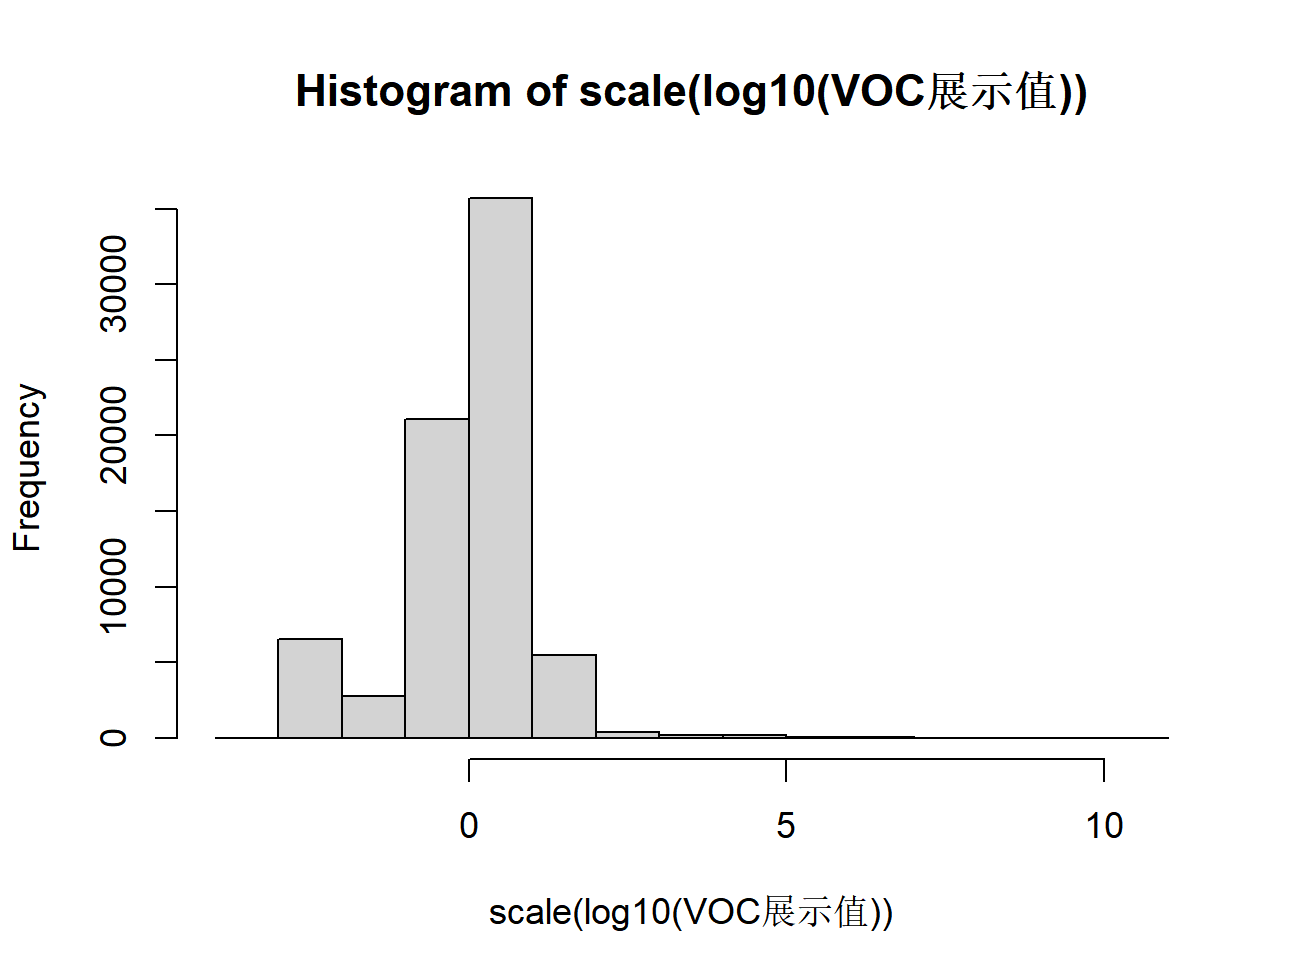 Histogram of scale(log10(VOC展示值))
Frequency
30000
20000
10000
0
0 5 10
scale(log10(VOC展示值))